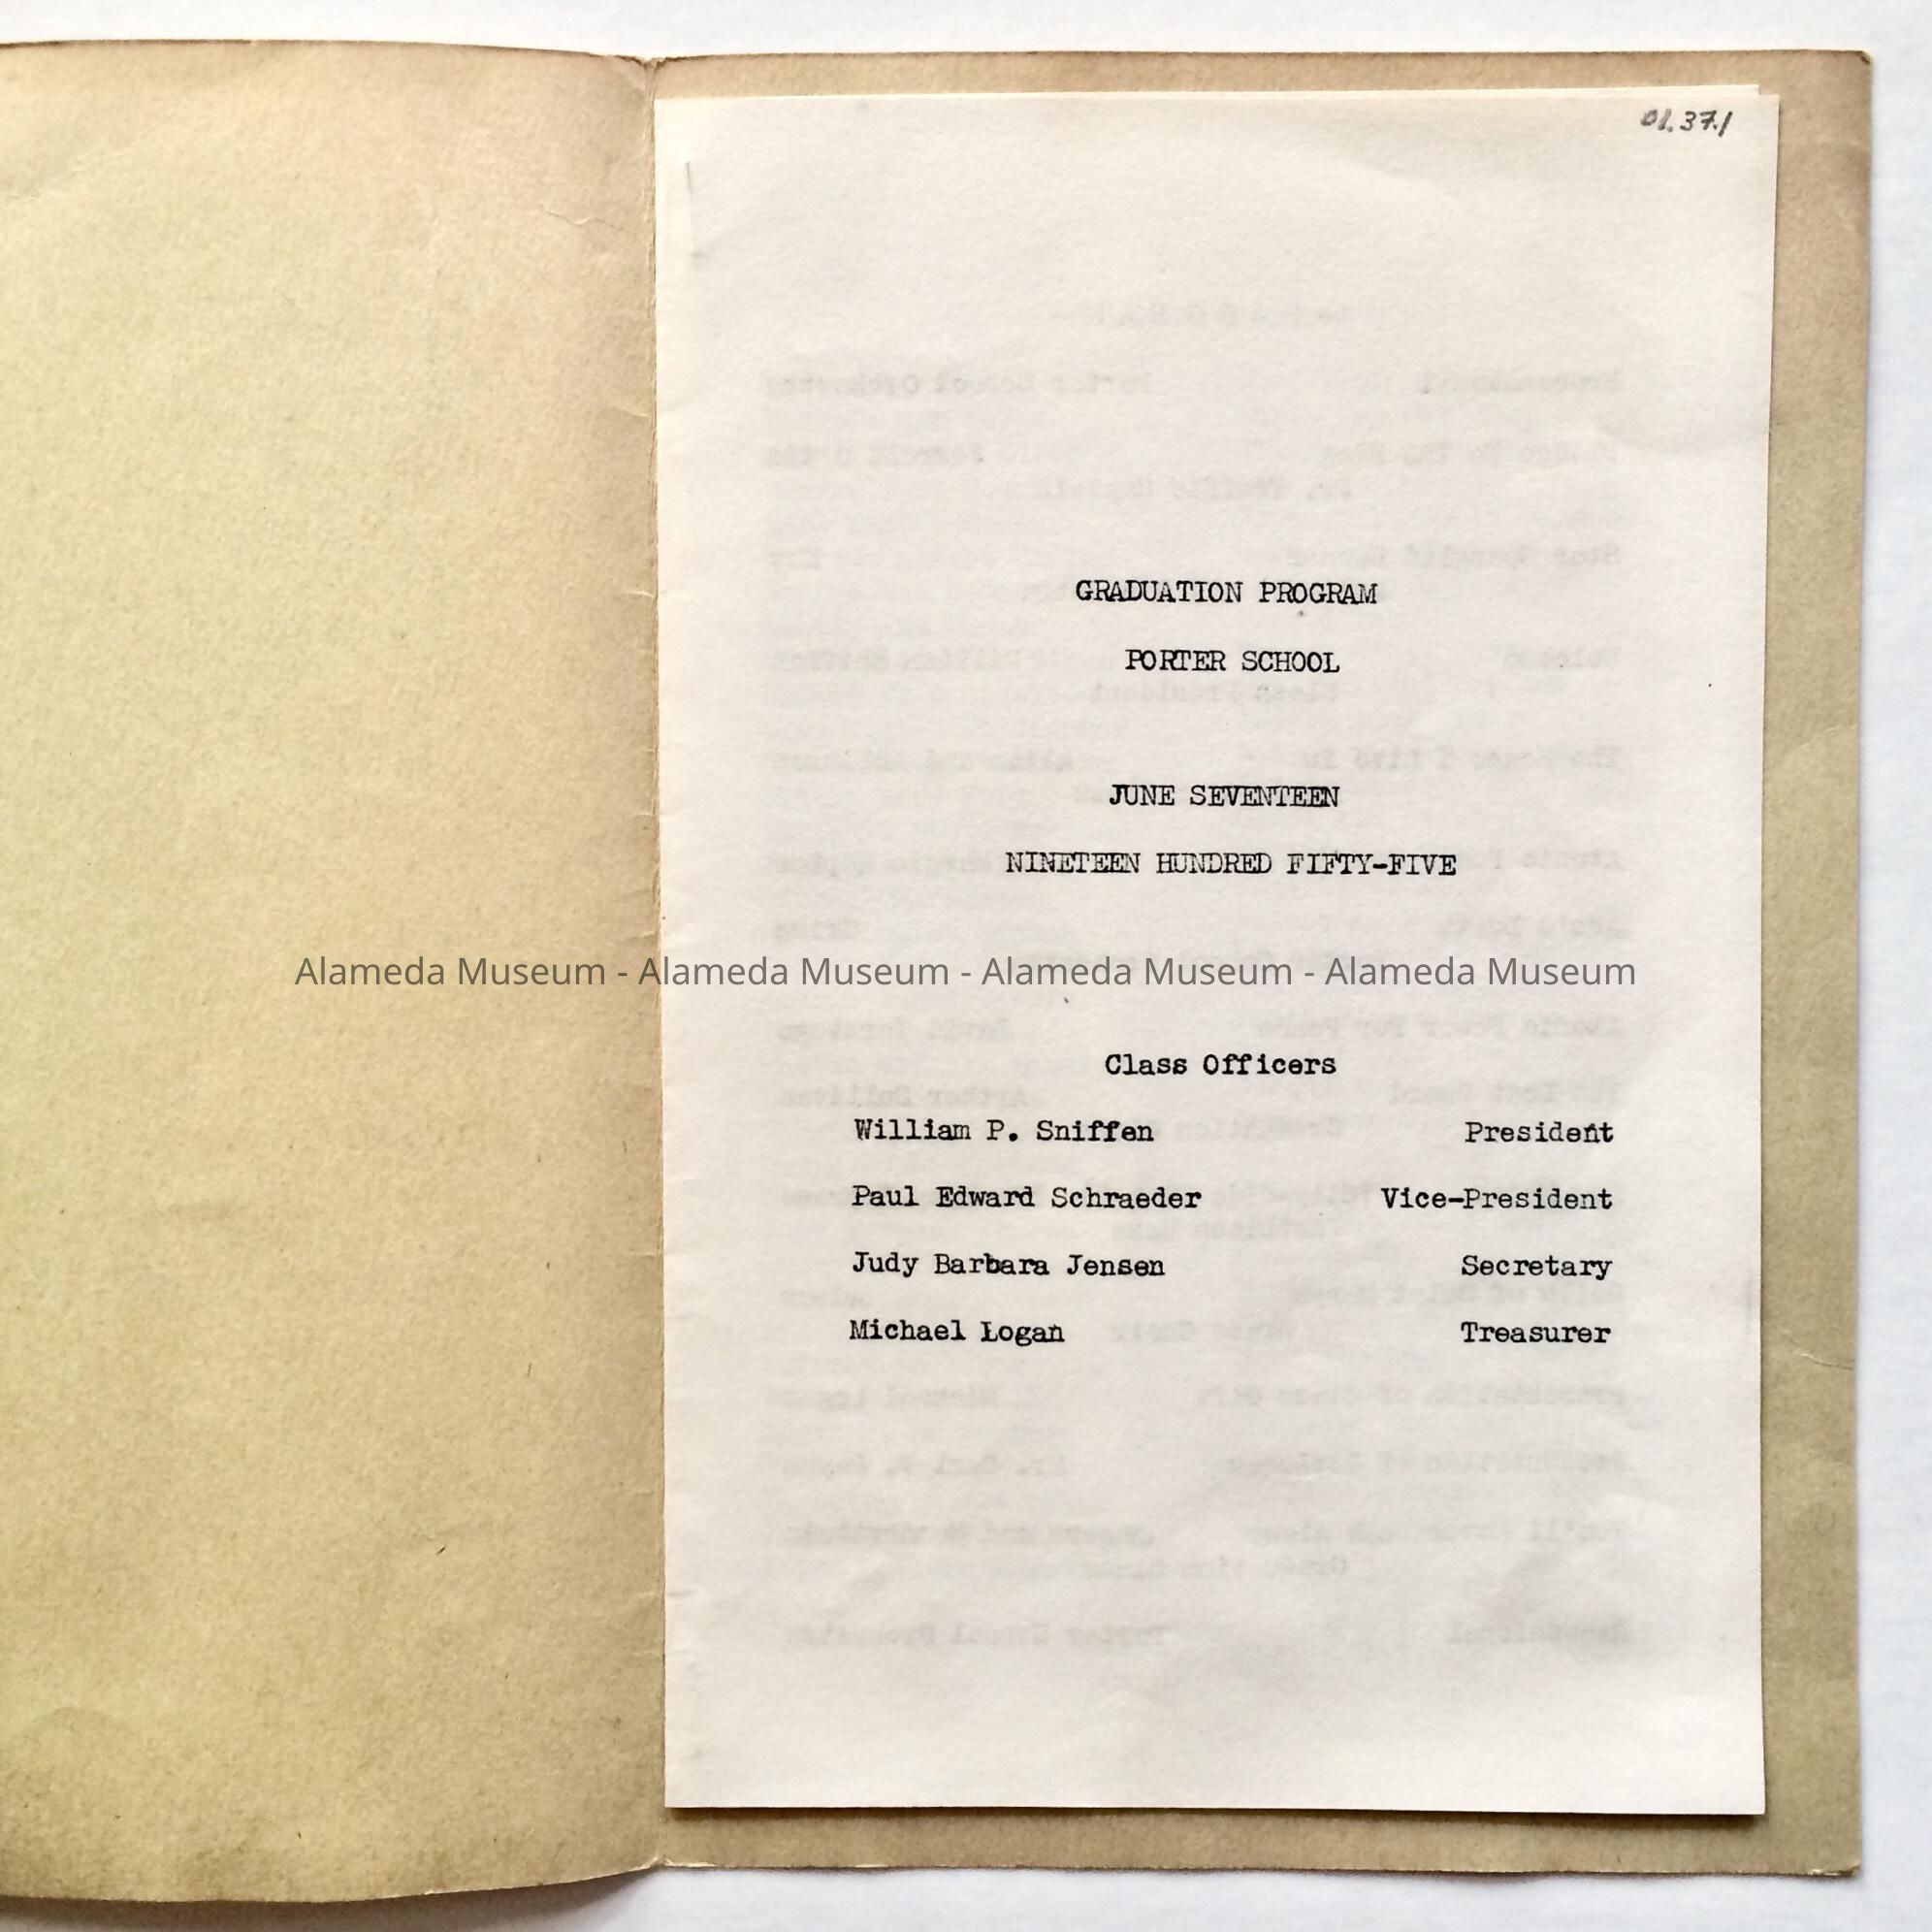 01.37.1
GRADUATION PROGRAM
PORTER SCHOOL
JUNE SEVENTEEN
NINETEEN HUNDRED FIFTY-FIVE
Alameda Museum - Alameda Museum - Alameda Museum - Alameda Museum
Class Officers
William P. Sniffen President
Paul Edward Schraeder Vice-President
Judy Barbara Jensen Secretary
Michael Logan Treasurer